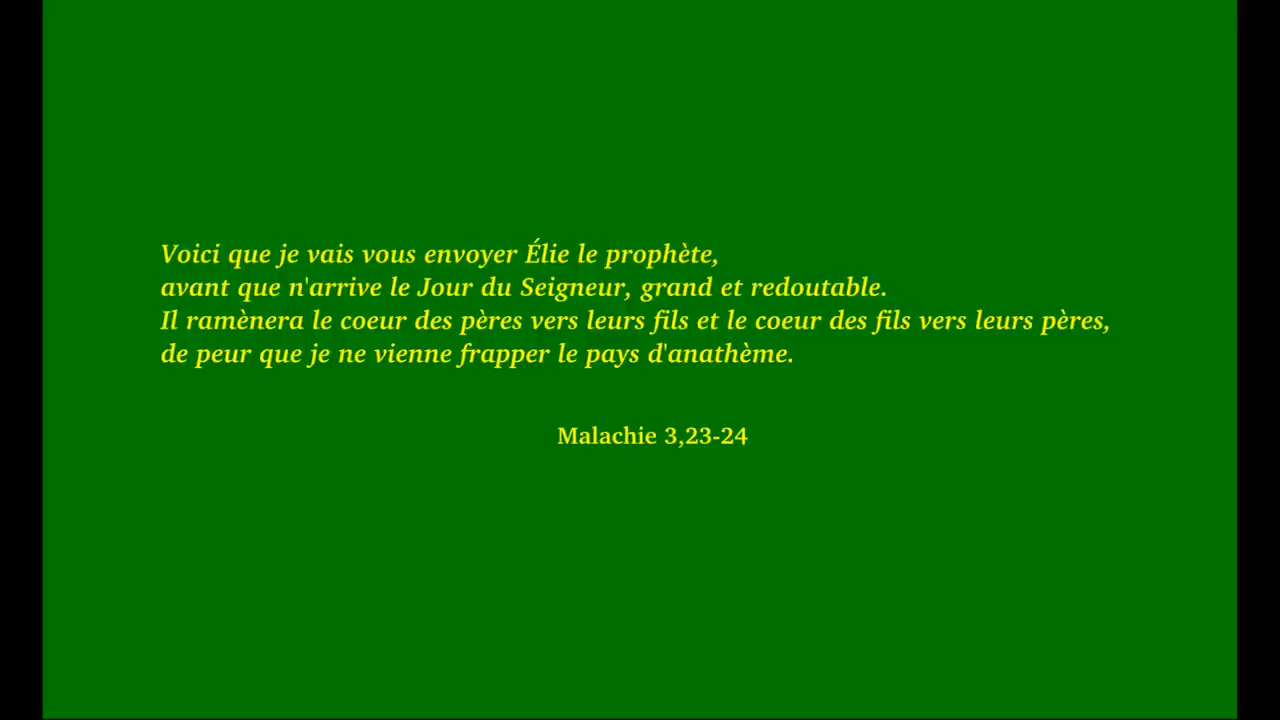 Voici que je vais vous envoyer Élie le prophète,
avant que n'arrive le Jour du Seigneur, grand et redoutable.
Il ramènera le coeur des pères vers leurs fils et le coeur des fils vers leurs pères,
de peur que je ne vienne frapper le pays d'anathème.
Malachie 3,23-24